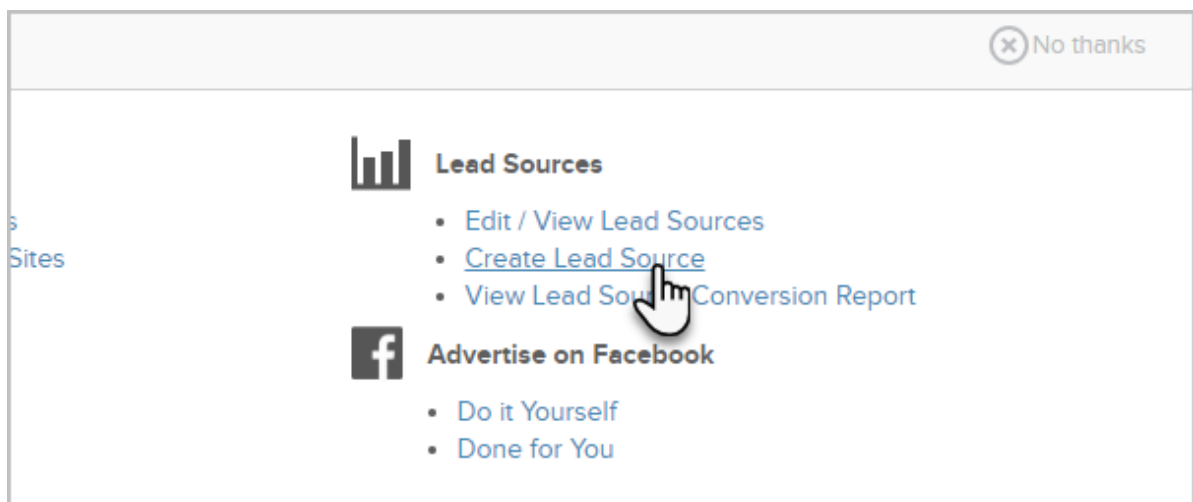 No thanks
Lead Sources
s
Edit / View Lead Sources
Sites
Create Lead Source
View Lead Source Conversion Report
Advertise on Facebook
Do it Yourself
Done for You